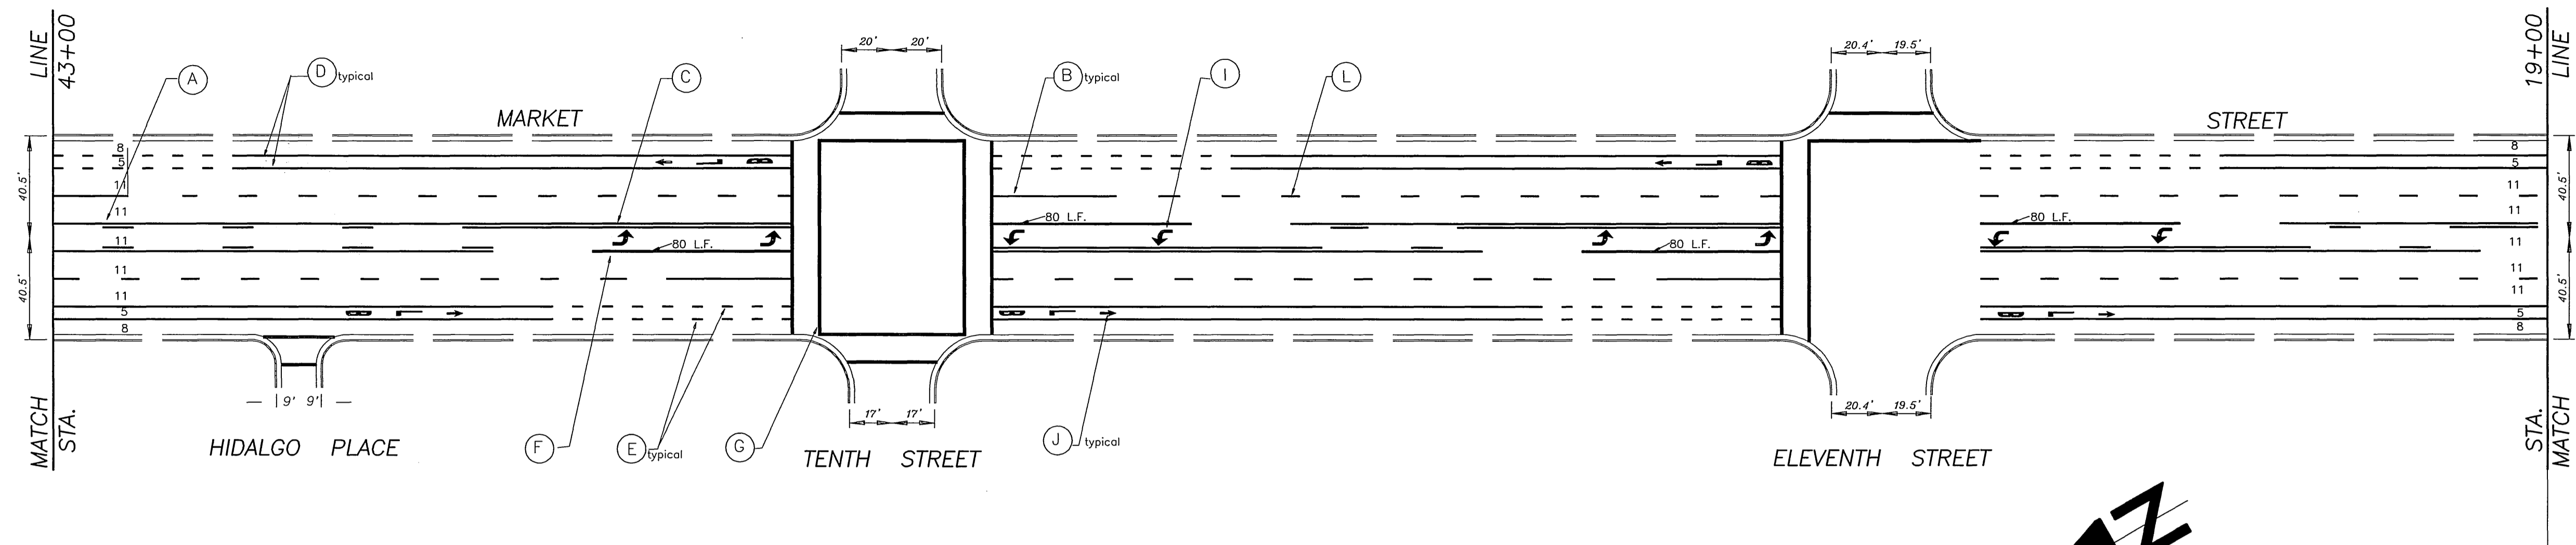 LINE
43+00
MATCH
STA.
A
D typical
C
B typical
I
L
20' 20'
20.4' 19.5'
19+00
LINE
STA.
MATCH
MARKET
STREET
40.5'
40.5'
8
5
11
11
11
11
11
5
8
B L
B L
B L
B L
B L
80 L.F.
80 L.F.
80 L.F.
80 L.F.
8
5
11
11
11
11
11
5
8
40.5'
40.5'
9' 9'
17' 17'
20.4' 19.5'
HIDALGO PLACE
F
E typical
G
TENTH STREET
J typical
ELEVENTH STREET
N